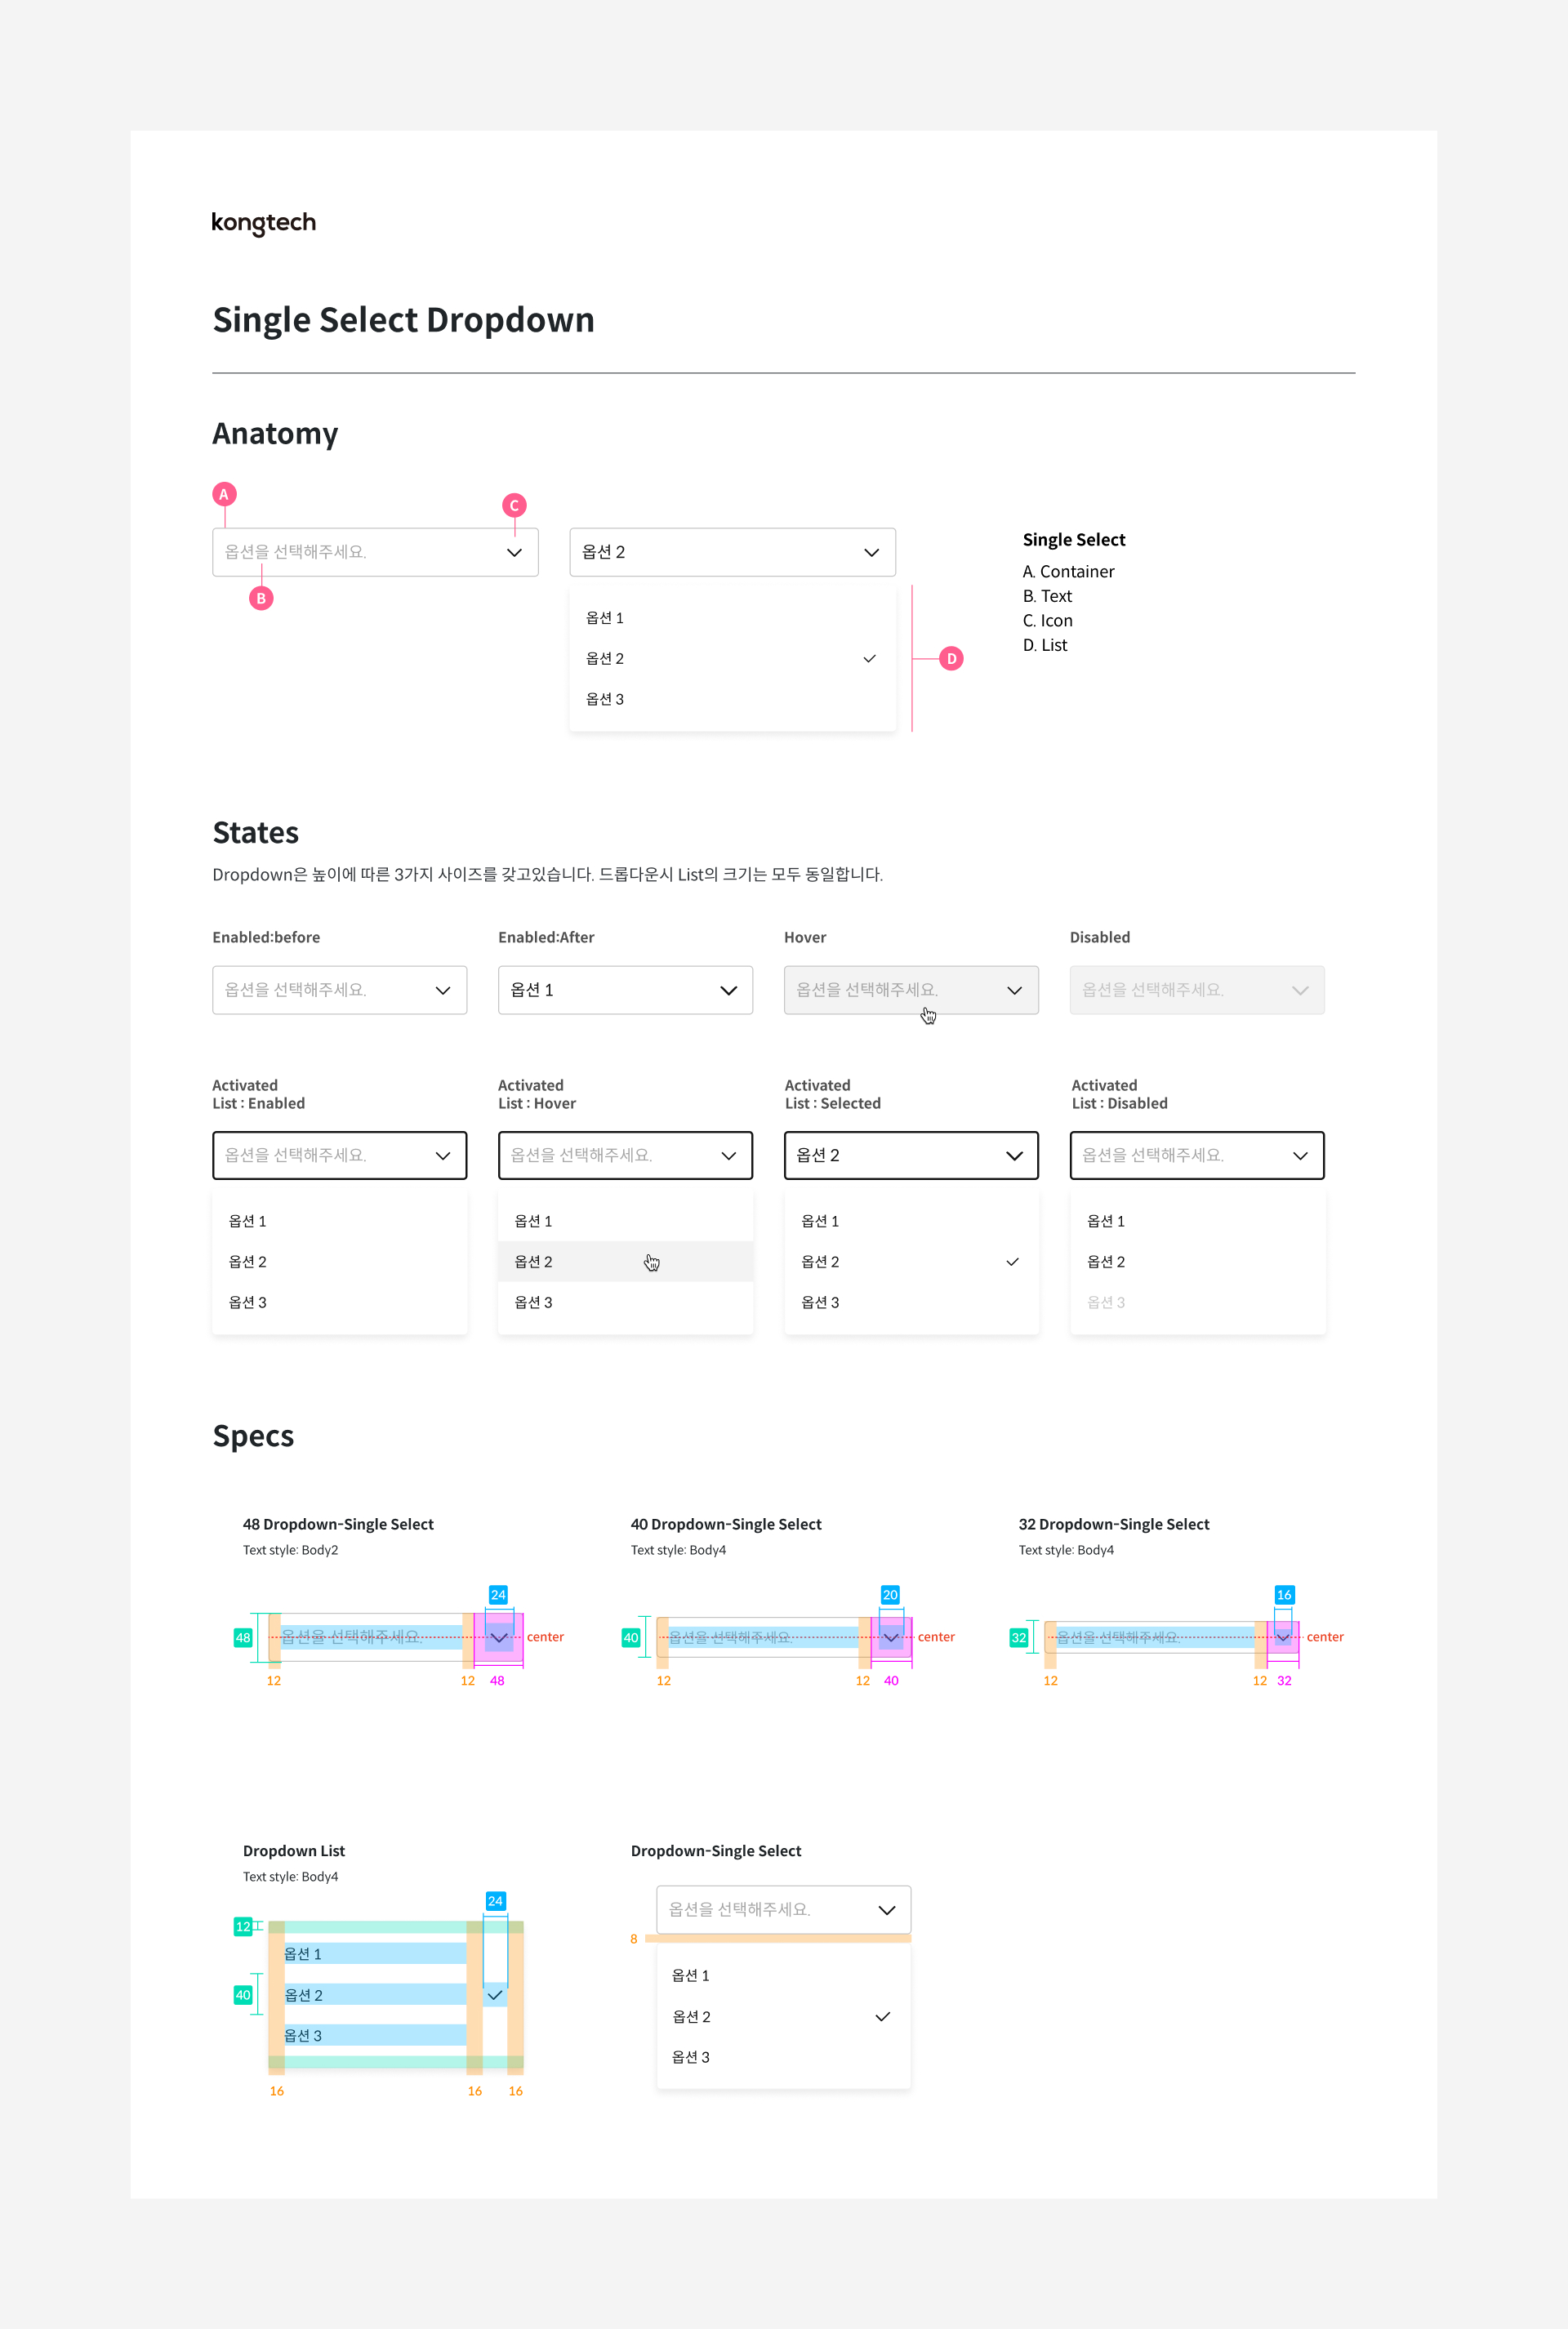 kongtech
Single Select Dropdown
Anatomy
A
C
옵션을 선택해주세요.
B
옵션 2
옵션 1
옵션 2
옵션 3
D
Single Select
A. Container
B. Text
C. Icon
D. List
States
Dropdown은 높이에 따른 3가지 사이즈를 갖고있습니다. 드롭다운시 List의 크기는 모두 동일합니다.
Enabled:before
옵션을 선택해주세요.
Enabled:After
옵션 1
Hover
옵션을 선택해주세요.
Disabled
옵션을 선택해주세요.
Activated
List : Enabled
옵션을 선택해주세요.
옵션 1
옵션 2
옵션 3
Activated
List : Hover
옵션을 선택해주세요.
옵션 1
옵션 2
옵션 3
Activated
List : Selected
옵션 2
옵션 1
옵션 2
옵션 3
Activated
List : Disabled
옵션을 선택해주세요.
옵션 1
옵션 2
옵션 3
Specs
48 Dropdown-Single Select
Text style: Body2
24
48
옵션을 선택해주세요.
center
12
12
48
40 Dropdown-Single Select
Text style: Body4
20
40
옵션을 선택해주세요.
center
12
12
40
32 Dropdown-Single Select
Text style: Body4
16
32
옵션을 선택해주세요.
center
12
12
32
Dropdown List
Text style: Body4
24
12
옵션 1
40
옵션 2
옵션 3
16
16
16
Dropdown-Single Select
옵션을 선택해주세요.
8
옵션 1
옵션 2
옵션 3